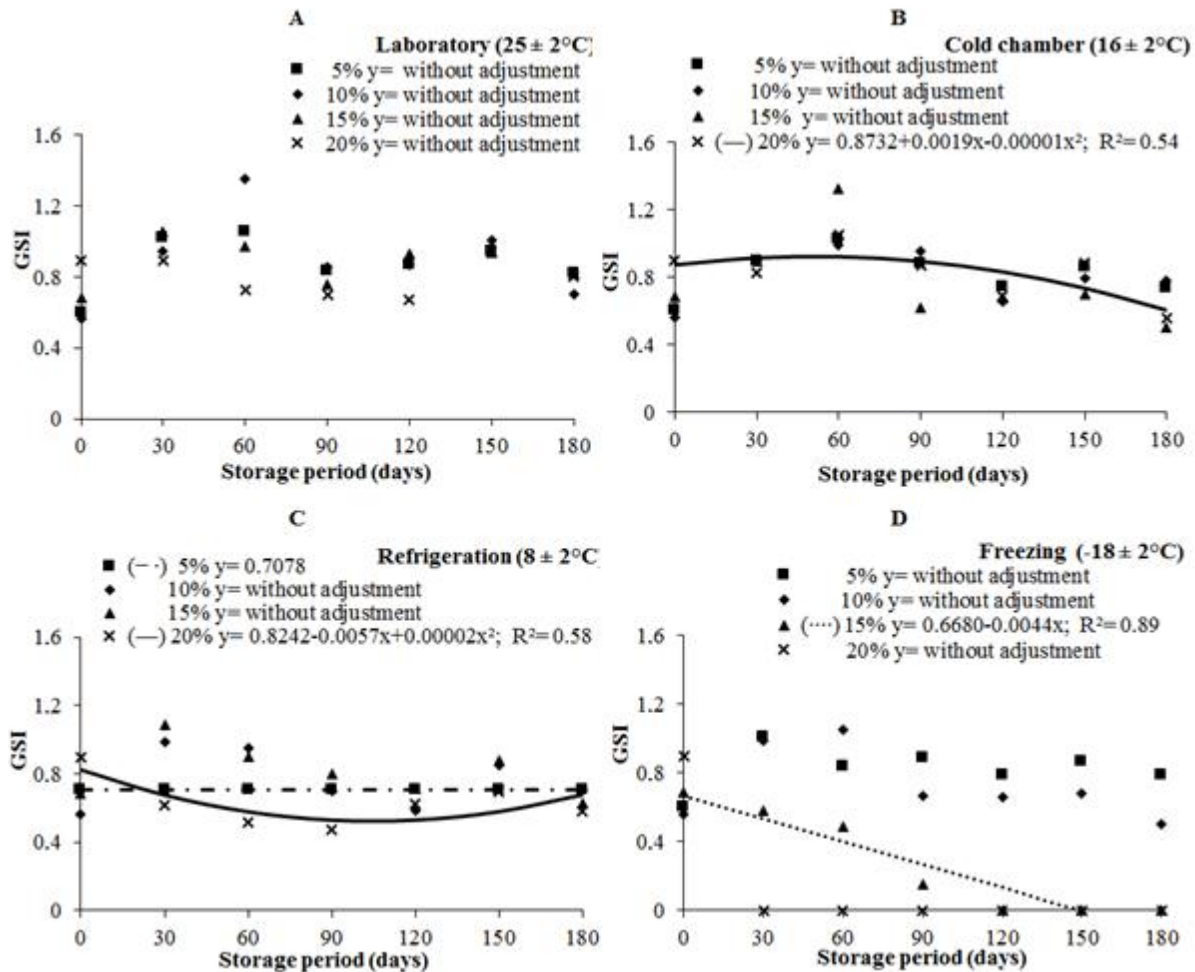 A
Laboratory (25 ± 2°C)
5% y= without adjustment
10% y= without adjustment
15% y= without adjustment
20% y= without adjustment
1.6
1.2
0.8
0.4
0
GSI
0 30 60 90 120 150 180
Storage period (days)
B
Cold chamber (16 ± 2°C)
5% y= without adjustment
10% y= without adjustment
15% y= without adjustment
(—) 20% y= 0.8732+0.0019x-0.00001x²; R²= 0.54
1.6
1.2
0.8
0.4
0
GSI
0 30 60 90 120 150 180
Storage period (days)
C
Refrigeration (8 ± 2°C)
(– ·) 5% y= 0.7078
10% y= without adjustment
15% y= without adjustment
(—) 20% y= 0.8242-0.0057x+0.00002x²; R²= 0.58
1.6
1.2
0.8
0.4
0
GSI
0 30 60 90 120 150 180
Storage period (days)
D
Freezing (-18 ± 2°C)
5% y= without adjustment
10% y= without adjustment
(····) 15% y= 0.6680-0.0044x; R²= 0.89
20% y= without adjustment
1.6
1.2
0.8
0.4
0
GSI
0 30 60 90 120 150 180
Storage period (days)